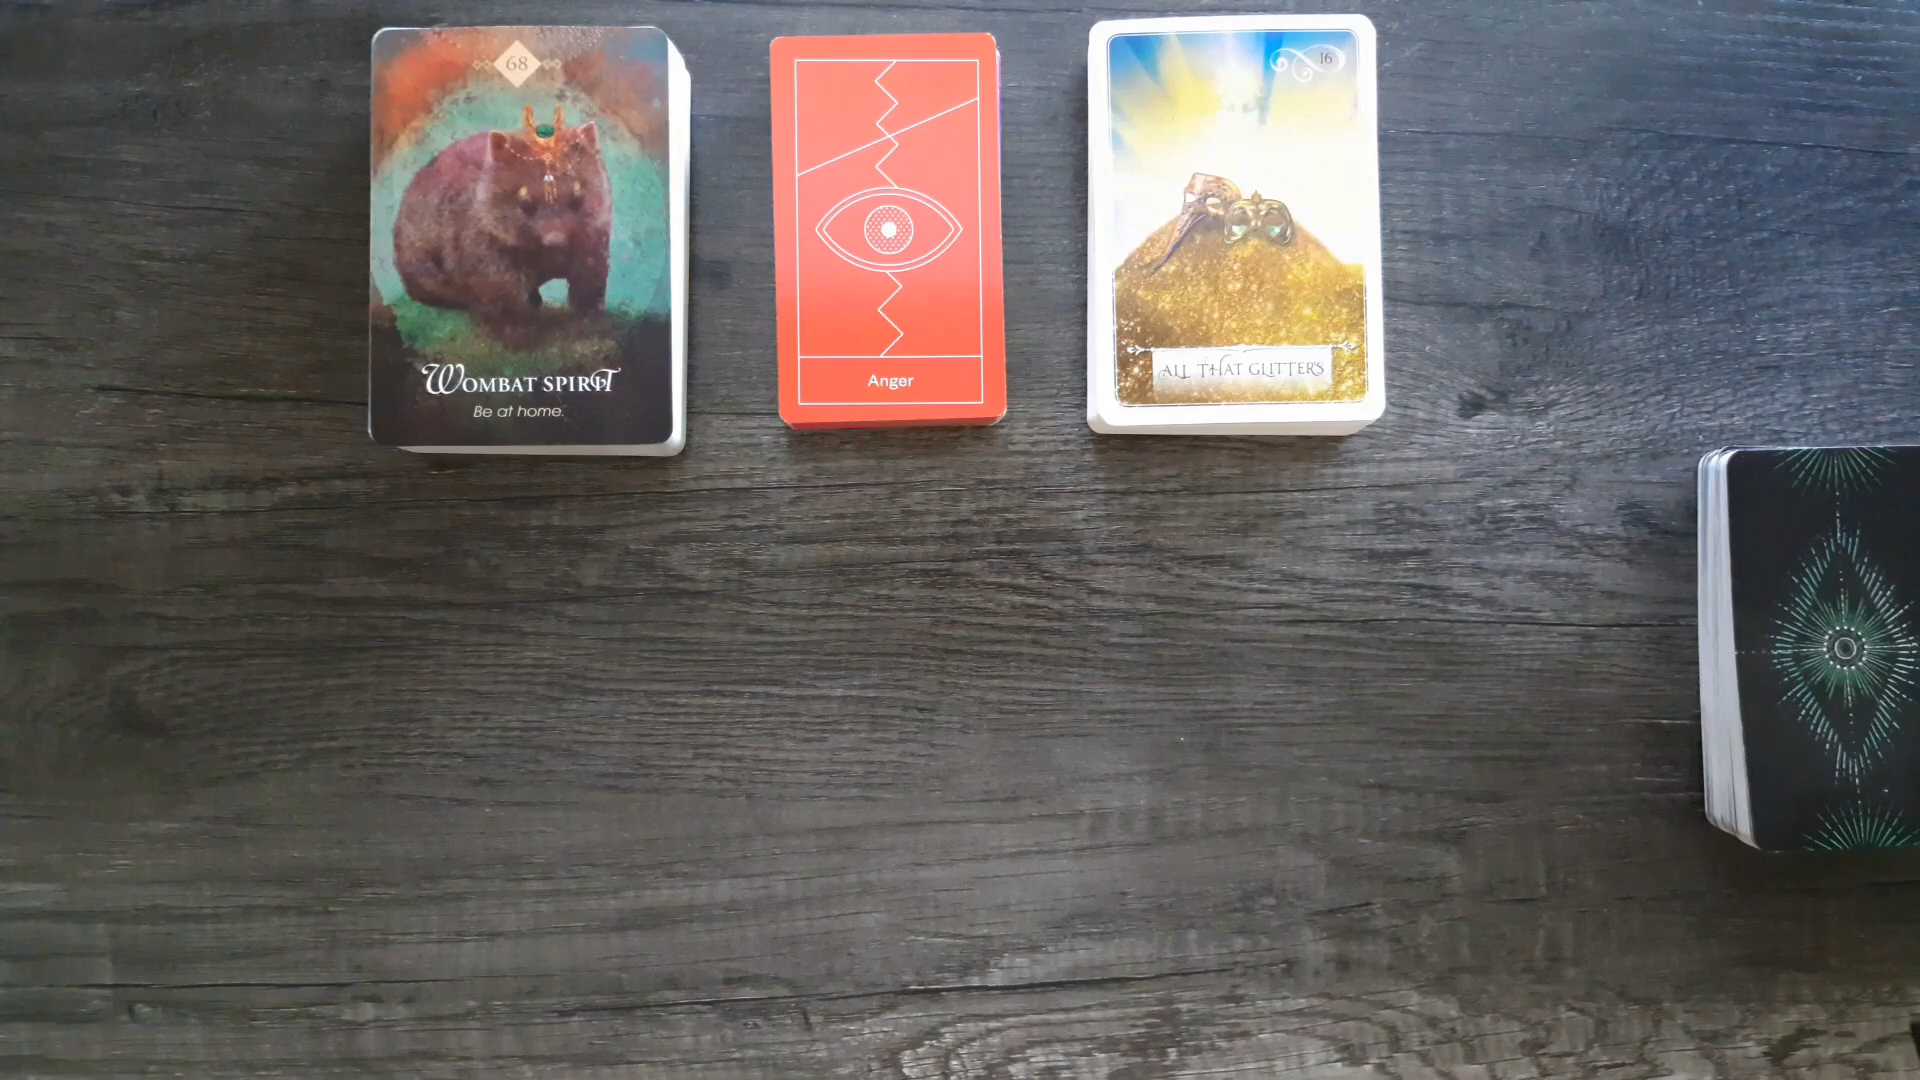 68
WOMBAT SPIRIT
Be at home.
Anger
16
ALL THAT GLITTERS